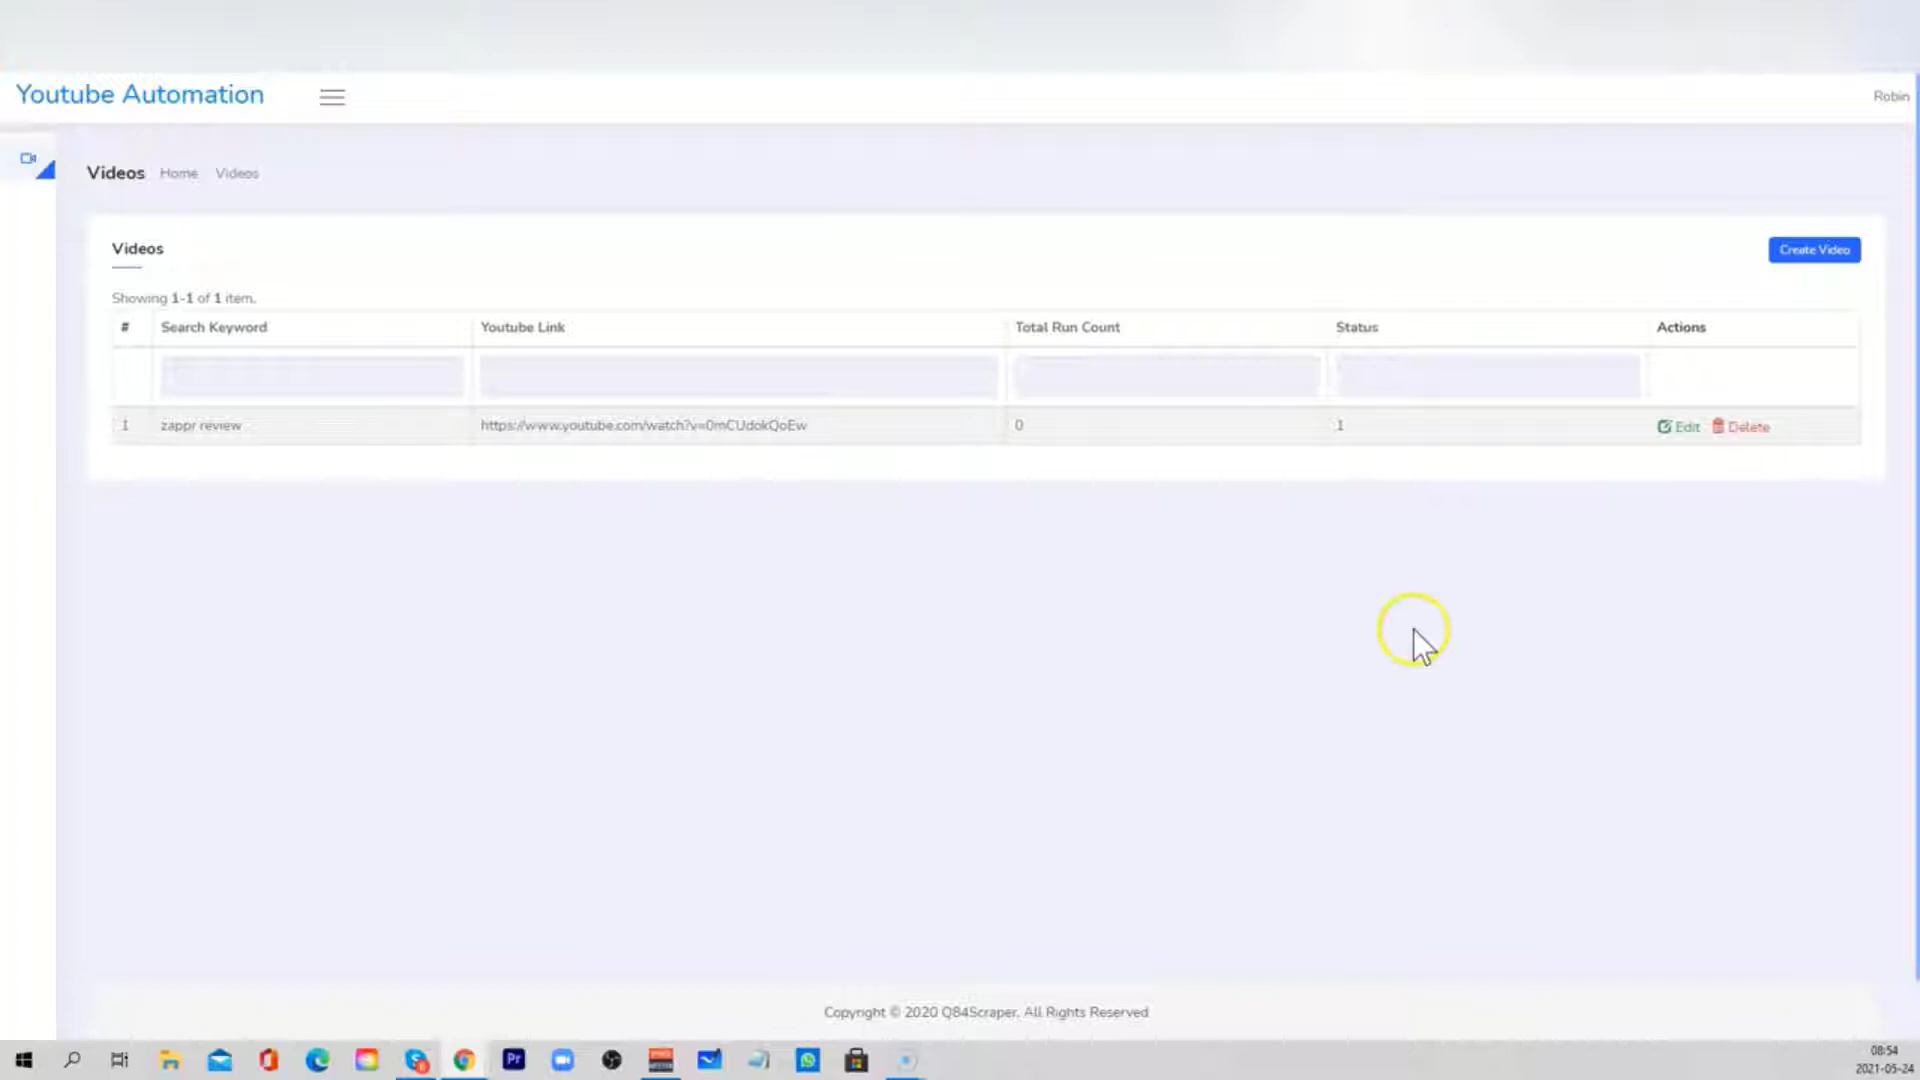 Youtube Automation
Robin
Videos Home Videos
Videos
Create Video
Showing 1-1 of 1 item.
# Search Keyword Youtube Link Total Run Count Status Actions
1 zappr review https://www.youtube.com/watch?v=0mCUdokQoEw 0 1 Edit Delete
Copyright © 2020 Q84Scraper. All Rights Reserved
Pr
08:54
2021-05-24